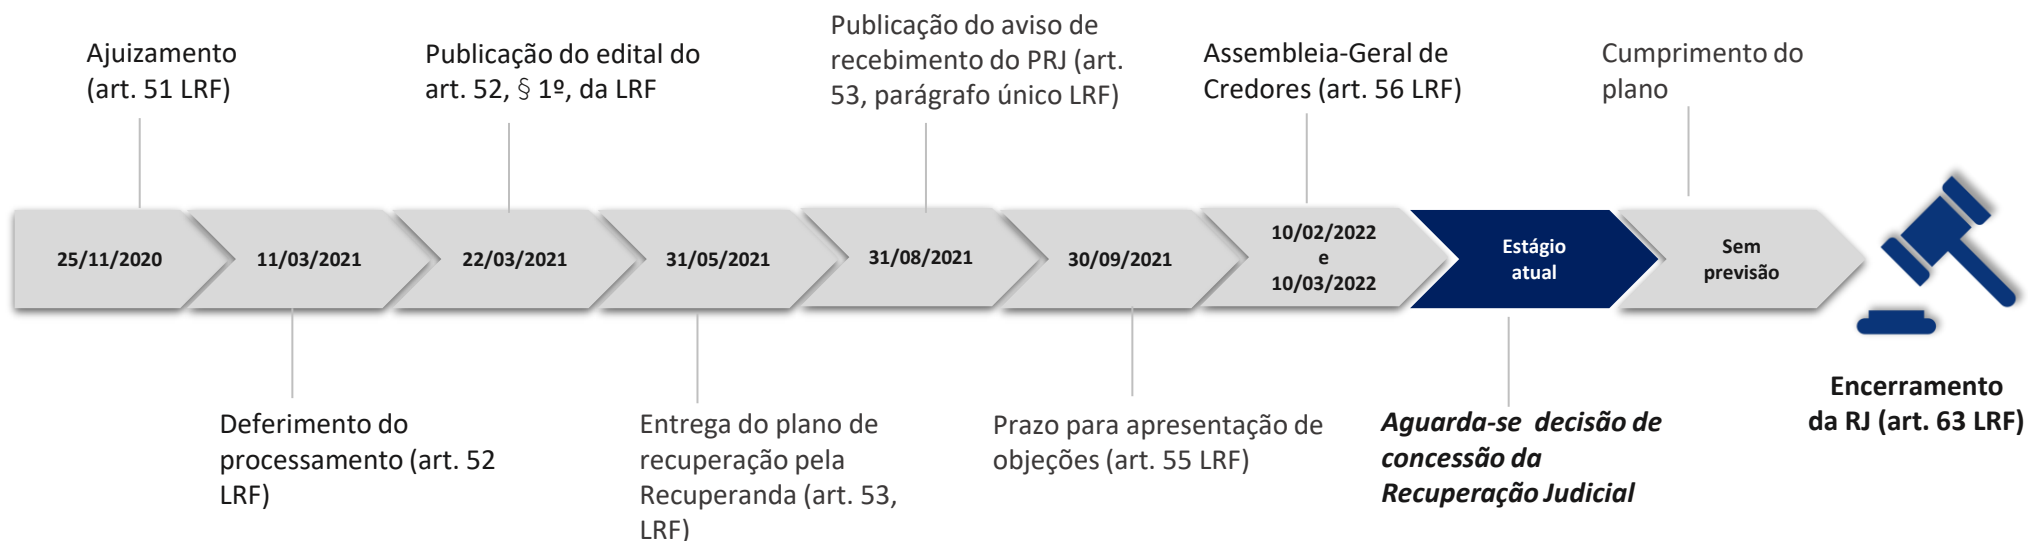 Ajuizamento
(art. 51 LRF)
Publicação do edital do
art. 52, § 1º, da LRF
Publicação do aviso de
recebimento do PRJ (art.
53, parágrafo único LRF)
Assembleia-Geral de
Credores (art. 56 LRF)
Cumprimento do
plano
25/11/2020
11/03/2021
22/03/2021
31/05/2021
31/08/2021
30/09/2021
10/02/2022
e
10/03/2022
Estágio
atual
Sem
previsão
Deferimento do
processamento (art. 52
LRF)
Entrega do plano de
recuperação pela
Recuperanda (art. 53,
LRF)
Prazo para apresentação de
objeções (art. 55 LRF)
Aguarda-se decisão de
concessão da
Recuperação Judicial
Encerramento
da RJ (art. 63 LRF)